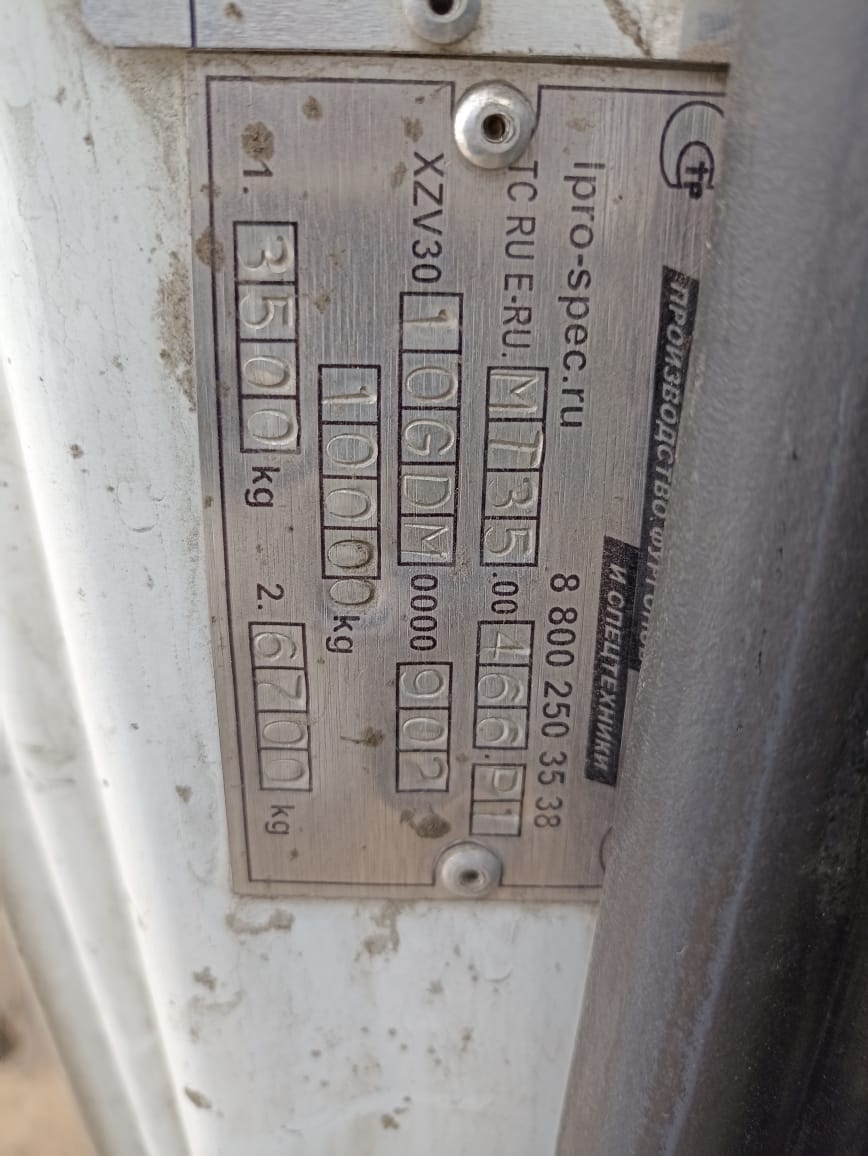 ПРОИЗВОДСТВО
И СПЕЦТЕХНИКИ
lpro-spec.ru 8 800 250 35 38
TC RU E-RU.MT35.00466.P1
XZV3010GDM0000902
10000 kg
1. 3500 kg 2. 6700 kg